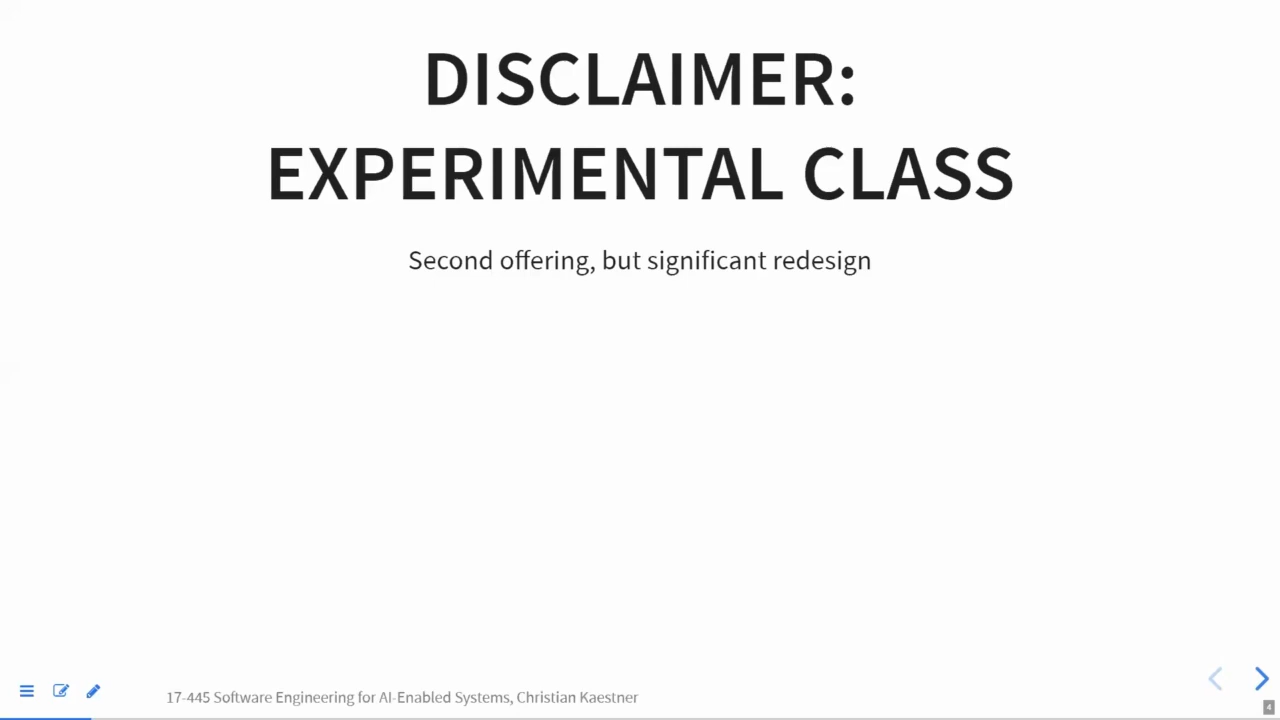 DISCLAIMER:
EXPERIMENTAL CLASS
Second offering, but significant redesign
17-445 Software Engineering for AI-Enabled Systems, Christian Kaestner
4